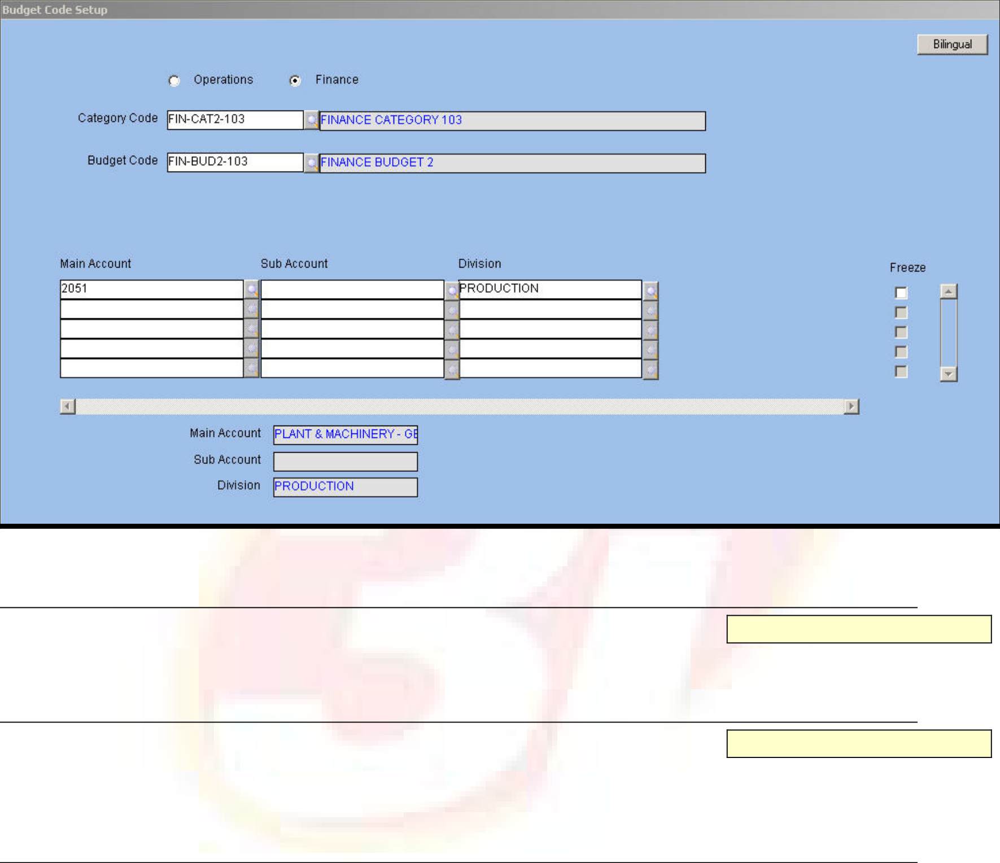 Budget Code Setup
Bilingual
Operations Finance
Category Code FIN-CAT2-103 FINANCE CATEGORY 103
Budget Code FIN-BUD2-103 FINANCE BUDGET 2
Main Account Sub Account Division Freeze
2051 PRODUCTION
Main Account PLANT & MACHINERY - GE
Sub Account
Division PRODUCTION